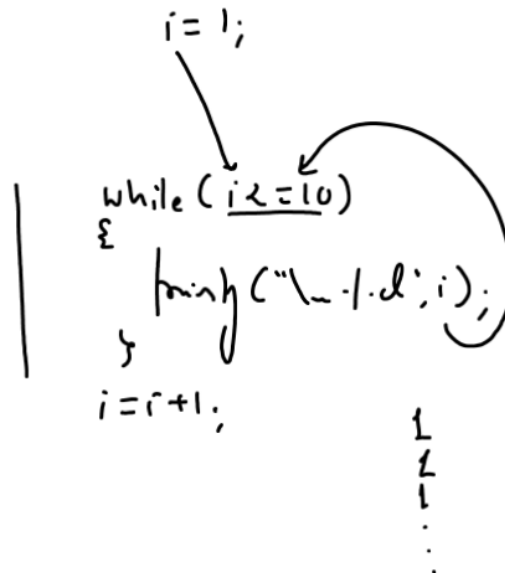 i = 1;
while (i <= 10)
{
printf("\n %d", i);
}
i = i + 1;
1
1
1